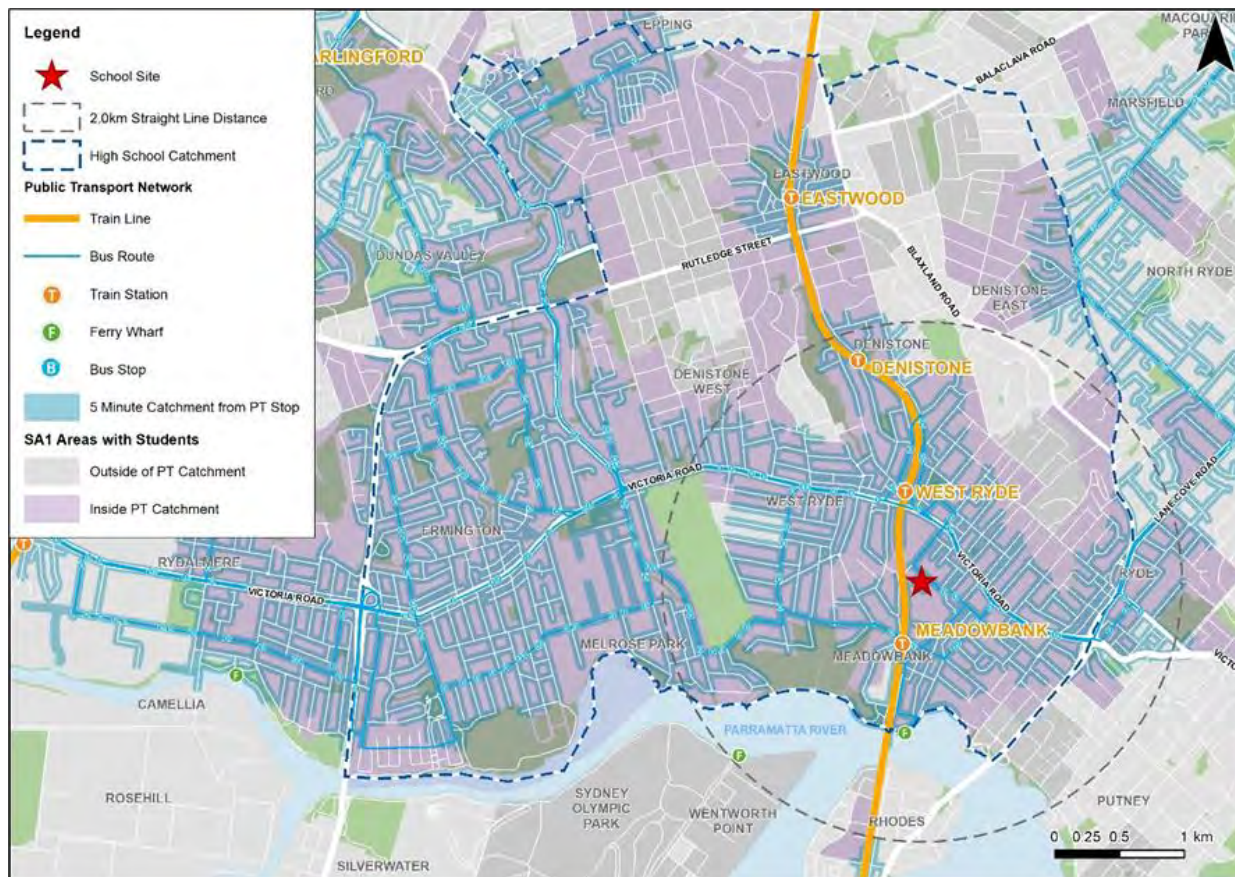 Legend
School Site
2.0km Straight Line Distance
High School Catchment
Public Transport Network
Train Line
Bus Route
T
Train Station
F
Ferry Wharf
B
Bus Stop
5 Minute Catchment from PT Stop
SA1 Areas with Students
Outside of PT Catchment
Inside PT Catchment
EPPING
ARLINGFORD
BALACLAVA ROAD
MARSFIELD
EASTWOOD
T EASTWOOD
DUNDAS VALLEY
RUTLEDGE STREET
BLAXLAND ROAD
NORTH RYDE
DENISTONE
EAST
DENISTONE
T DENISTONE
DENISTONE
WEST
VICTORIA ROAD
WEST RYDE
T WEST RYDE
LANE COVE ROAD
ERMINGTON
T
RYDALMERE
VICTORIA ROAD
VICTORIA ROAD
RYDE
MEADOWBANK
T
MEADOWBANK
MELROSE PARK
F
CAMELLIA
PARRAMATTA RIVER
F
F
ROSEHILL
SYDNEY
OLYMPIC
PARK
WENTWORTH
POINT
RHODES
PUTNEY
SILVERWATER
0 0.25 0.5 1 km